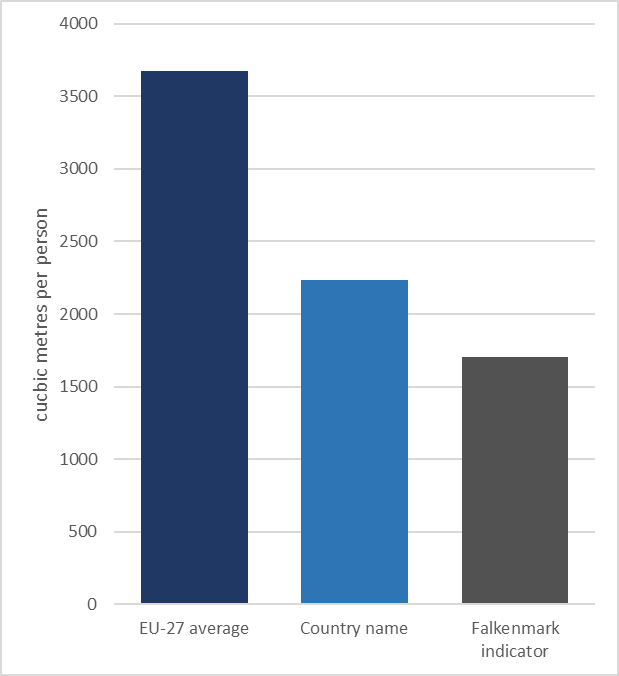 4000
3500
3000
2500
2000
1500
1000
500
0
cucbic metres per person
EU-27 average
Country name
Falkenmark
indicator